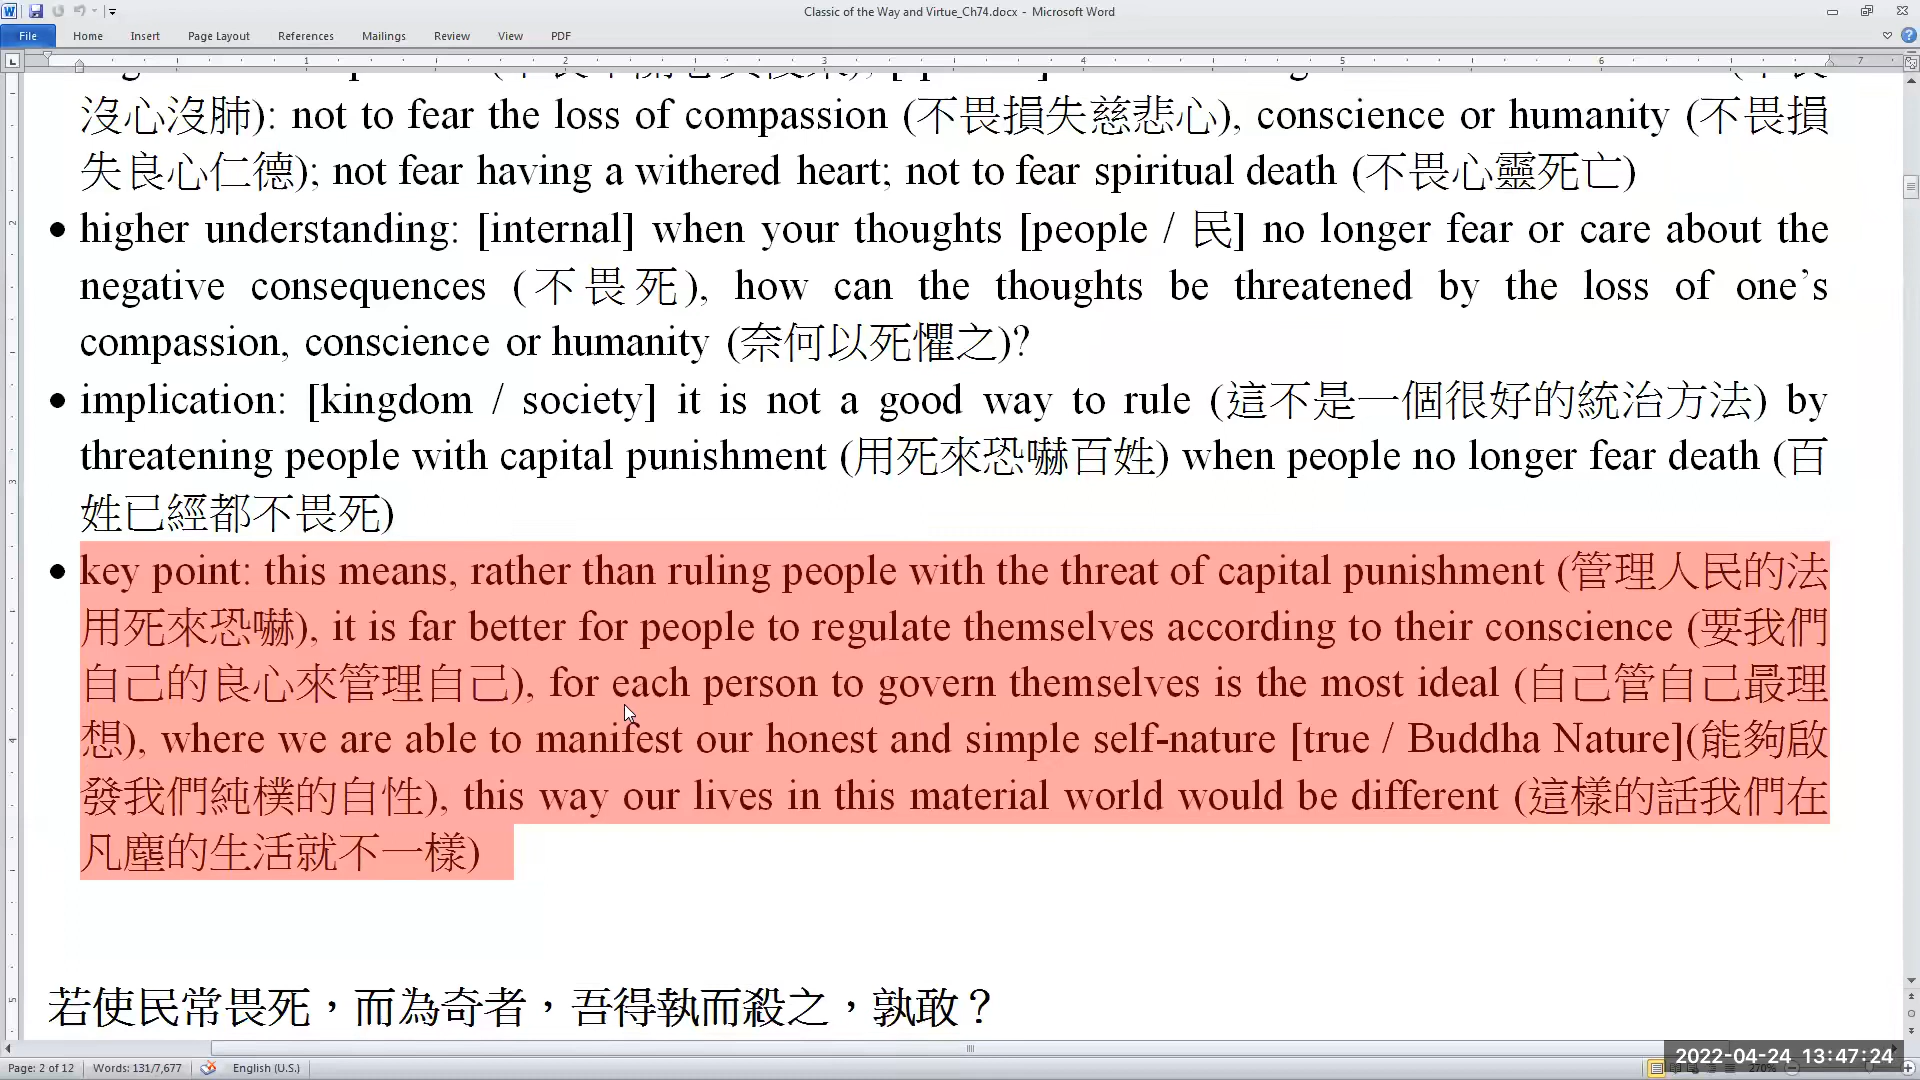 Classic of the Way and Virtue_Ch74.docx - Microsoft Word
File Home Insert Page Layout References Mailings Review View PDF
1 2 3 4 5 6 7
沒心沒肺): not to fear the loss of compassion (不畏損失慈悲心), conscience or humanity (不畏損
失良心仁德); not fear having a withered heart; not to fear spiritual death (不畏心靈死亡)
● higher understanding: [internal] when your thoughts [people / 民] no longer fear or care about the
negative consequences (不畏死), how can the thoughts be threatened by the loss of one's
compassion, conscience or humanity (奈何以死懼之)?
● implication: [kingdom / society] it is not a good way to rule (這不是一個很好的統治方法) by
threatening people with capital punishment (用死來恐嚇百姓) when people no longer fear death (百
姓已經都不畏死)
● key point: this means, rather than ruling people with the threat of capital punishment (管理人民的法
用死來恐嚇), it is far better for people to regulate themselves according to their conscience (要我們
自己的良心來管理自己), for each person to govern themselves is the most ideal (自己管自己最理
想), where we are able to manifest our honest and simple self-nature [true / Buddha Nature](能夠啟
發我們純樸的自性), this way our lives in this material world would be different (這樣的話我們在
凡塵的生活就不一樣)
若使民常畏死，而為奇者，吾得執而殺之，孰敢？
Page: 2 of 12 Words: 131/7,677 English (U.S.) 270%
2022-04-24 13:47:24